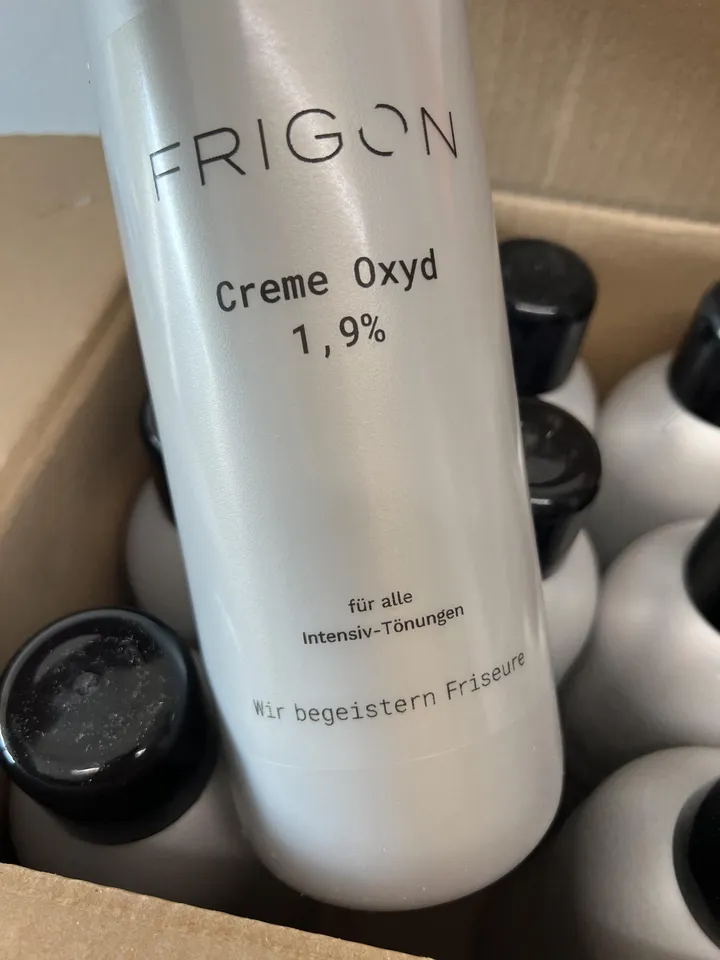 FRIGON
Creme Oxyd
1,9%
für alle
Intensiv-Tönungen
Wir begeistern Friseure